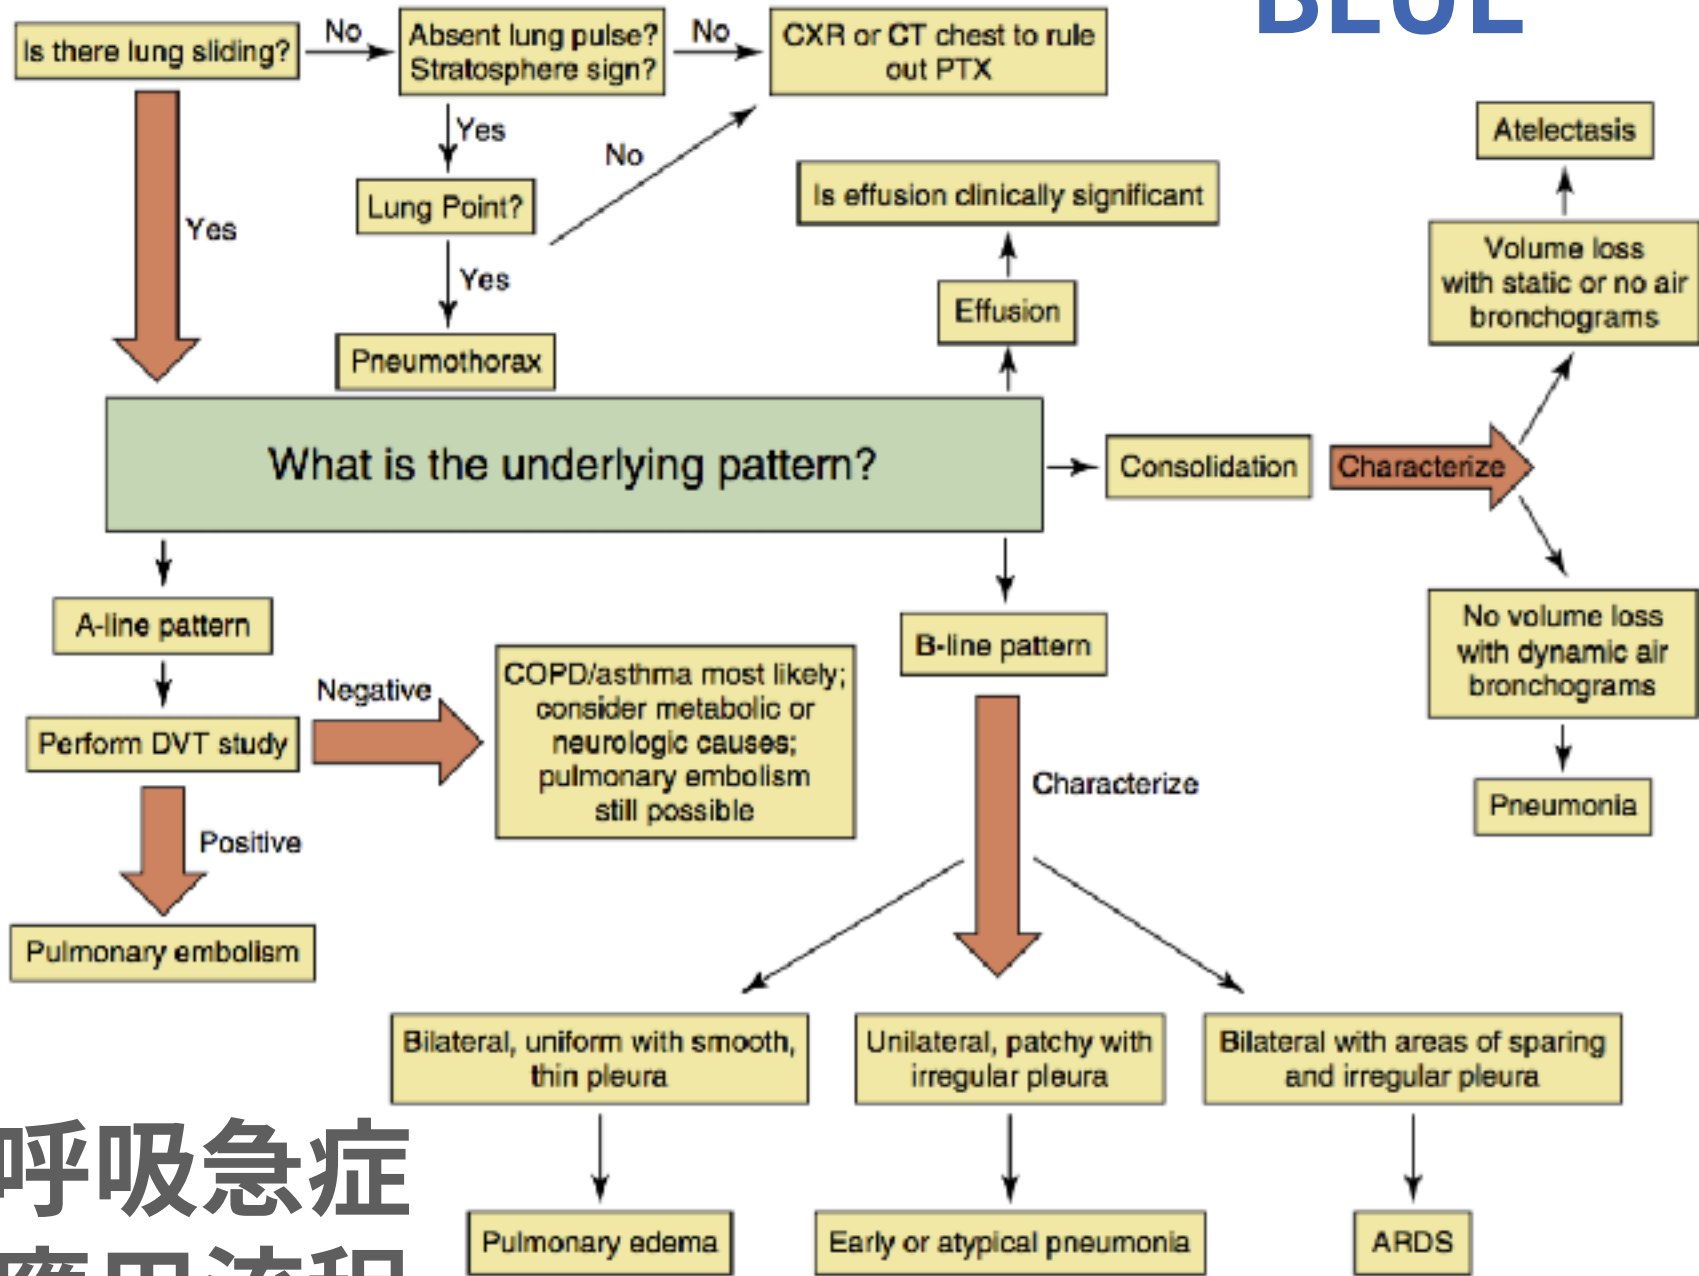 BLUE
Is there lung sliding?
No
Absent lung pulse?
Stratosphere sign?
No
CXR or CT chest to rule
out PTX
Yes
Yes
No
Lung Point?
Yes
Pneumothorax
Is effusion clinically significant
Effusion
Atelectasis
Volume loss
with static or no air
bronchograms
What is the underlying pattern?
Consolidation
Characterize
No volume loss
with dynamic air
bronchograms
Pneumonia
A-line pattern
Perform DVT study
Negative
COPD/asthma most likely;
consider metabolic or
neurologic causes;
pulmonary embolism
still possible
Positive
Pulmonary embolism
B-line pattern
Characterize
Bilateral, uniform with smooth,
thin pleura
Unilateral, patchy with
irregular pleura
Bilateral with areas of sparing
and irregular pleura
Pulmonary edema
Early or atypical pneumonia
ARDS
呼吸急症
應用流程